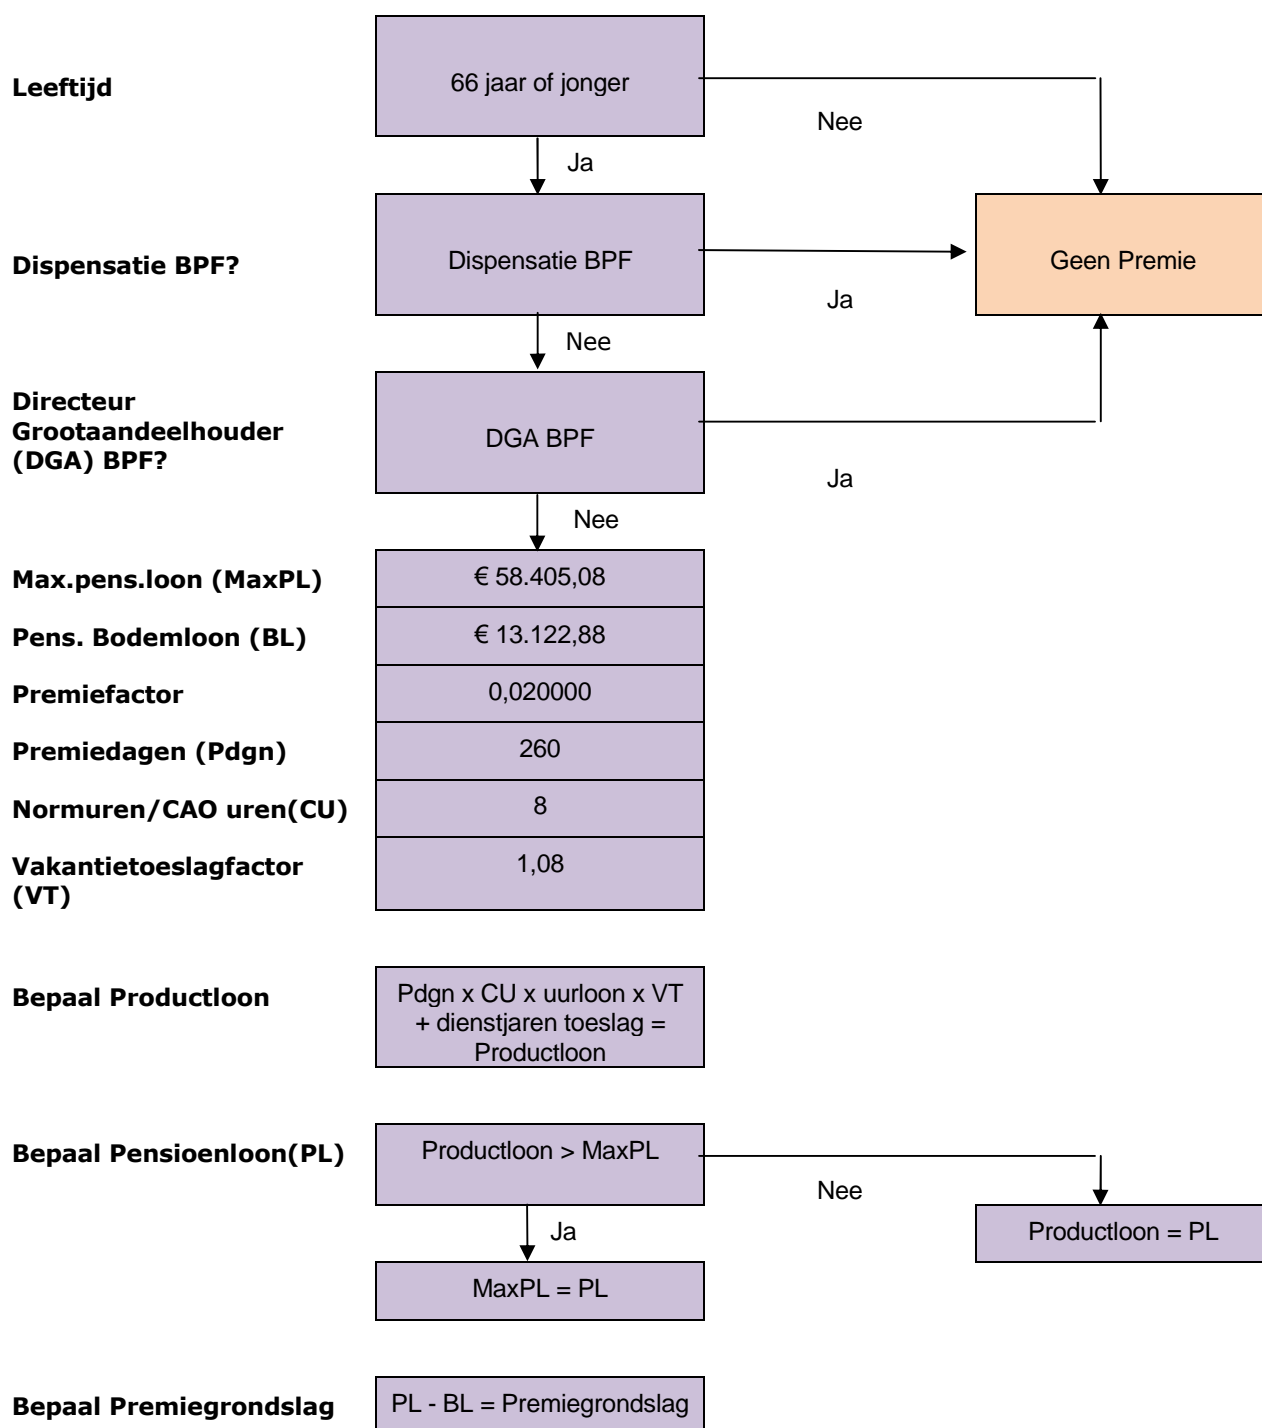 Leeftijd
66 jaar of jonger
Nee
Ja
Dispensatie BPF?
Dispensatie BPF
Geen Premie
Ja
Nee
Directeur
Grootaandeelhouder
(DGA) BPF?
DGA BPF
Ja
Nee
Max.pens.loon (MaxPL)
€ 58.405,08
Pens. Bodemloon (BL)
€ 13.122,88
Premiefactor
0,020000
Premiedagen (Pdgn)
260
Normuren/CAO uren(CU)
8
Vakantietoeslagfactor
(VT)
1,08
Bepaal Productloon
Pdgn x CU x uurloon x VT
+ dienstjaren toeslag =
Productloon
Bepaal Pensioenloon(PL)
Productloon > MaxPL
Nee
Productloon = PL
Ja
MaxPL = PL
Bepaal Premiegrondslag
PL - BL = Premiegrondslag